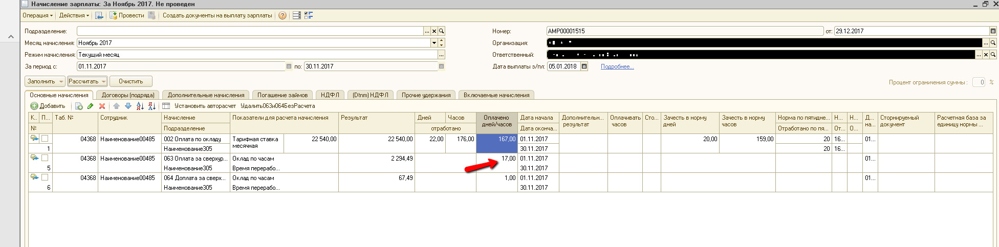 Начисление зарплаты: За Ноябрь 2017. Не проведен
Операция Действия Провести Создать документы на выплату зарплаты
Подразделение: Номер: АМР00001515 от: 29.12.2017
Месяц начисления: Ноябрь 2017 Организация:
Режим начисления: Текущий месяц Ответственный:
За период с: 01.11.2017 по: 30.11.2017 Дата выплаты з/пл: 05.01.2018 Подробнее...
Заполнить Рассчитать Очистить Процент ограничения суммы : 0 %
Основные начисления Договоры (подряда) Дополнительные начисления Погашение займов НДФЛ (Dtnm) НДФЛ Прочие удержания Включаемые начисления
Добавить Установить авторасчет Удалить063и064БезРасчета
К.. П... Таб. № Сотрудник Начисление Показатели для расчета начисления Результат Дней Часов Оплачено дней/часов Дата начала Дополнительн... результат Оплачивать часов Сто... Зачесть в норму дней Зачесть в норму часов Норма по пятидне... Н... Н... Д... на... Сторнируемый документ Расчетная база за единицу нормы ...
№ Подразделение отработано Дата оконча... Отработано по пя... От... О...
04368 Наименование00485 002 Оплата по окладу Тарифная ставка месячная 22 540,00 22 540,00 22,00 176,00 167,00 01.11.2017 20,00 159,00 20 16... 01...
1 Наименование305 30.11.2017 20 16...
04368 Наименование00485 063 Оплата за сверхур... Оклад по часам 2 294,49 17,00 01.11.2017 01...
5 Наименование305 Время перерабо... 30.11.2017
04368 Наименование00485 064 Доплата за сверх... Оклад по часам 67,49 1,00 01.11.2017 01...
6 Наименование305 Время перерабо... 30.11.2017